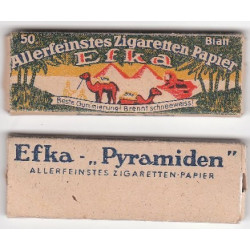 50 Blatt
Allerfeinstes Zigaretten-Papier
Efka
Beste Gummierung! Brennt schneeweiss!
Efka - „Pyramiden"
ALLERFEINSTES ZIGARETTEN-PAPIER